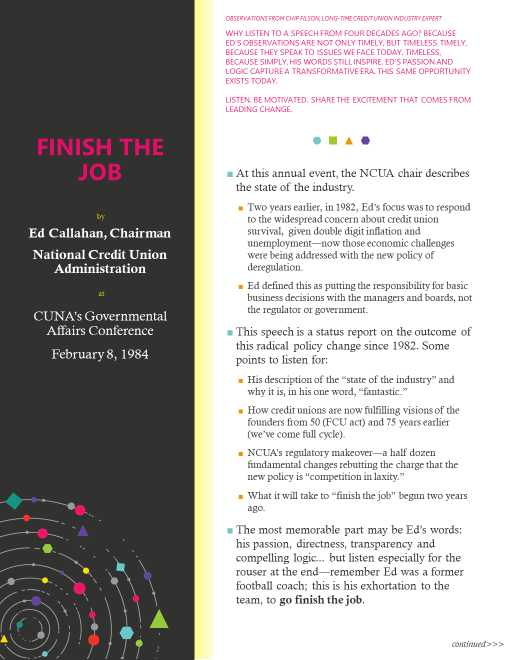 FINISH THE
JOB
by
Ed Callahan, Chairman
National Credit Union
Administration
at
CUNA's Governmental
Affairs Conference
February 8, 1984
OBSERVATIONS FROM CHIP FILSON, LONG-TIME CREDIT UNION INDUSTRY EXPERT
WHY LISTEN TO A SPEECH FROM FOUR DECADES AGO? BECAUSE
ED'S OBSERVATIONS ARE NOT ONLY TIMELY, BUT TIMELESS. TIMELY,
BECAUSE THEY SPEAK TO ISSUES WE FACE TODAY. TIMELESS,
BECAUSE SIMPLY, HIS WORDS STILL INSPIRE. ED'S PASSION AND
LOGIC CAPTURE A TRANSFORMATIVE ERA. THIS SAME OPPORTUNITY
EXISTS TODAY.
LISTEN. BE MOTIVATED. SHARE THE EXCITEMENT THAT COMES FROM
LEADING CHANGE.
At this annual event, the NCUA chair describes
the state of the industry.
Two years earlier, in 1982, Ed's focus was to respond
to the widespread concern about credit union
survival, given double digit inflation and
unemployment—now those economic challenges
were being addressed with the new policy of
deregulation.
Ed defined this as putting the responsibility for basic
business decisions with the managers and boards, not
the regulator or government.
This speech is a status report on the outcome of
this radical policy change since 1982. Some
points to listen for:
His description of the "state of the industry" and
why it is, in his one word, "fantastic."
How credit unions are now fulfilling visions of the
founders from 50 (FCU act) and 75 years earlier
(we've come full cycle).
NCUA's regulatory makeover—a half dozen
fundamental changes rebutting the charge that the
new policy is "competition in laxity."
What it will take to "finish the job" begun two years
ago.
The most memorable part may be Ed's words:
his passion, directness, transparency and
compelling logic... but listen especially for the
rouser at the end—remember Ed was a former
football coach; this is his exhortation to the
team, to go finish the job.
continued>>>